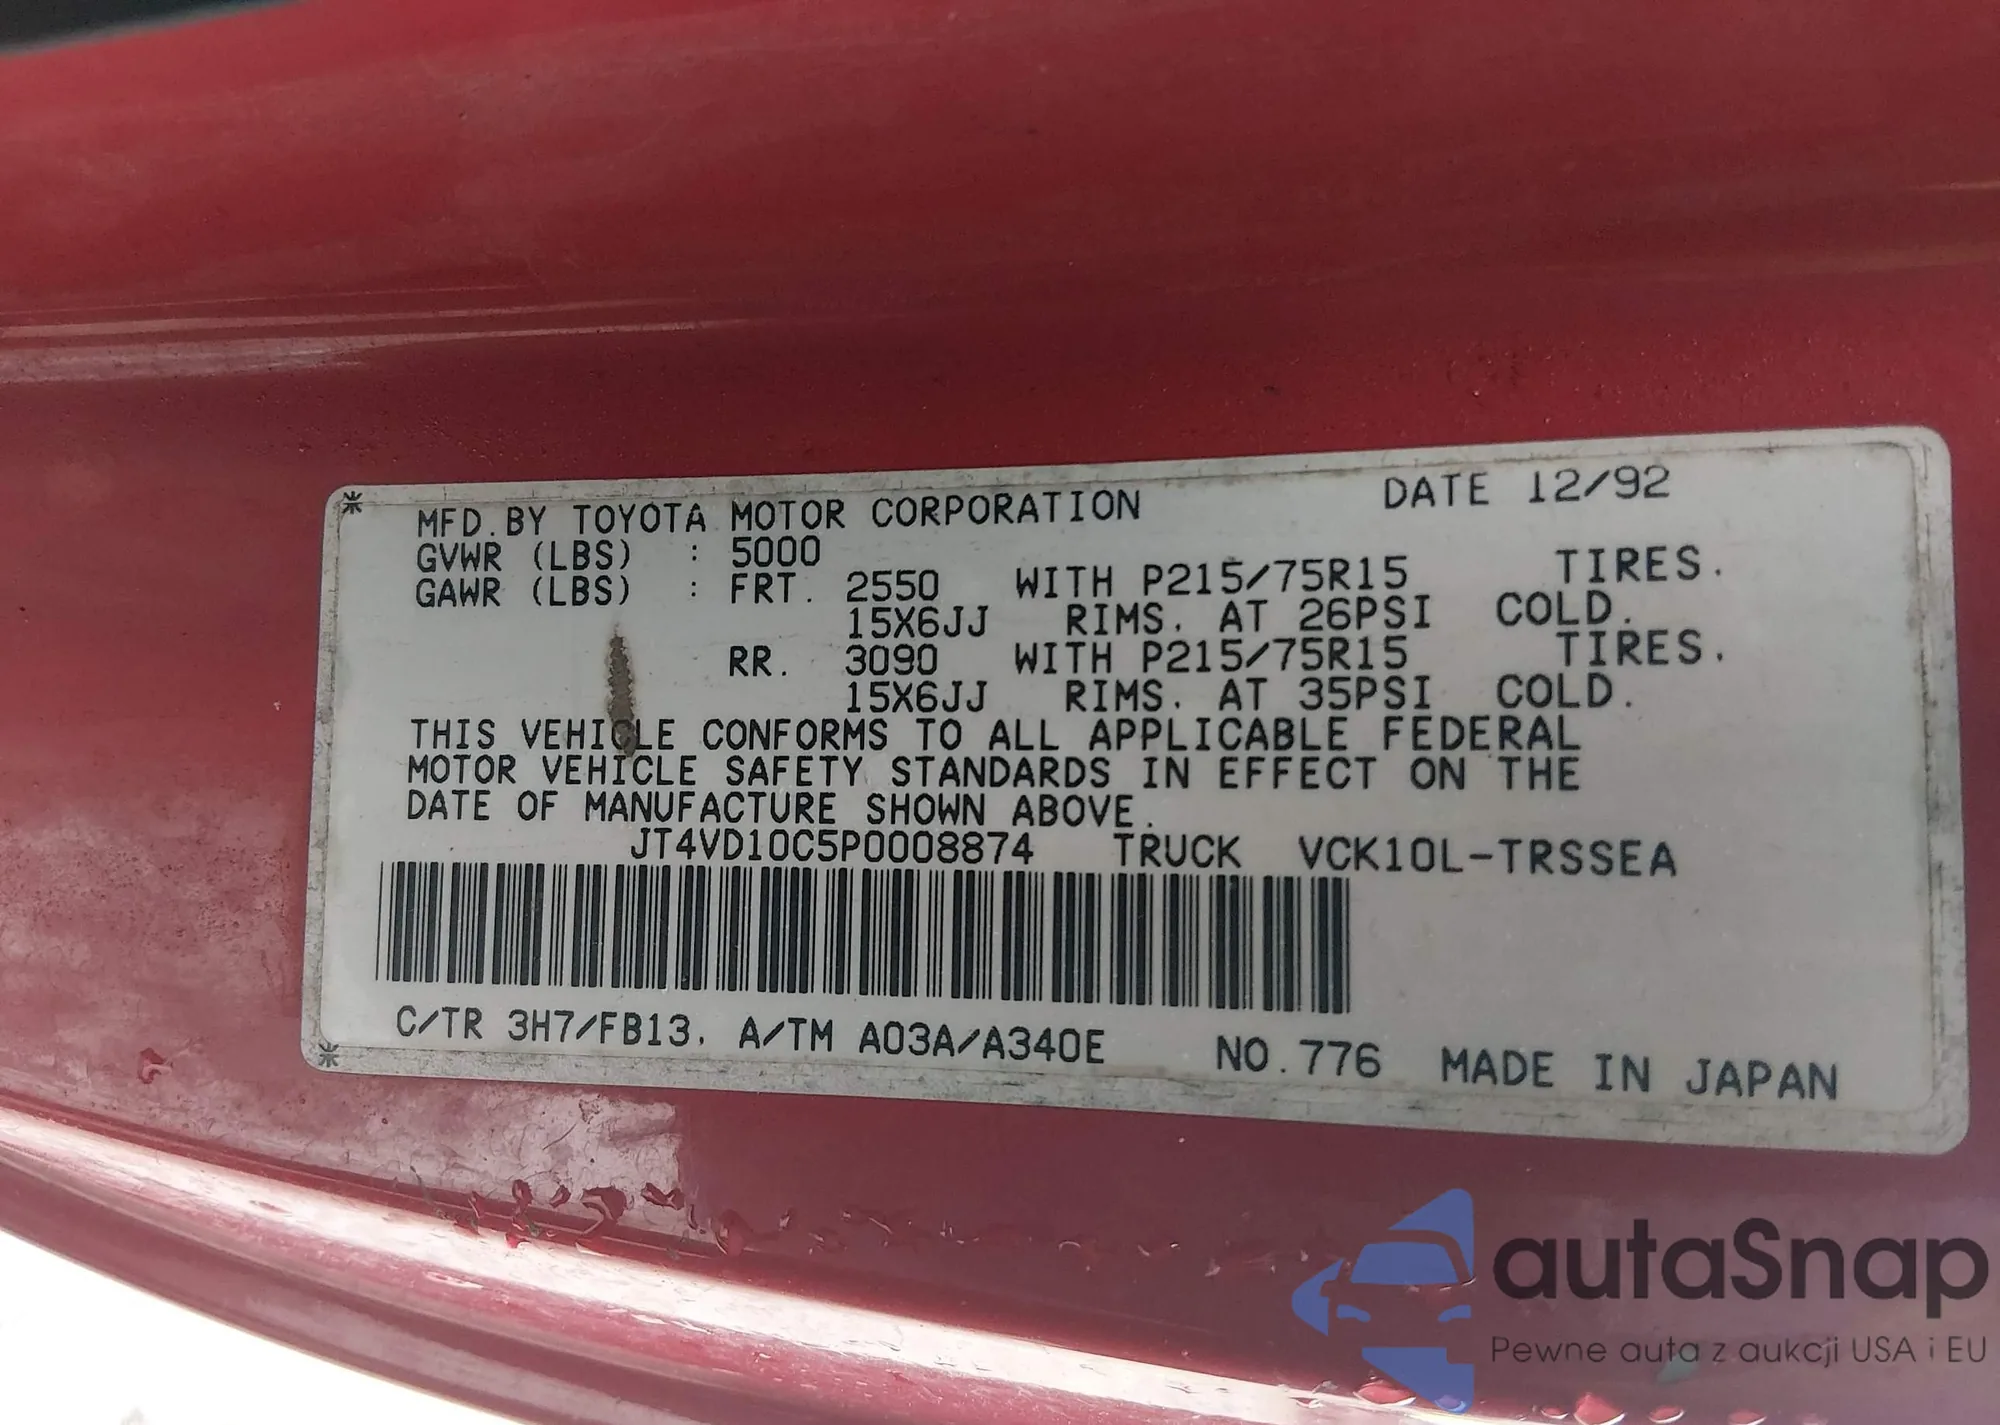 MFD.BY TOYOTA MOTOR CORPORATION DATE 12/92
GVWR (LBS) : 5000
GAWR (LBS) : FRT. 2550 WITH P215/75R15 TIRES.
15X6JJ RIMS. AT 26PSI COLD.
RR. 3090 WITH P215/75R15 TIRES.
15X6JJ RIMS. AT 35PSI COLD.
THIS VEHICLE CONFORMS TO ALL APPLICABLE FEDERAL
MOTOR VEHICLE SAFETY STANDARDS IN EFFECT ON THE
DATE OF MANUFACTURE SHOWN ABOVE.
JT4VD10C5P0008874 TRUCK VCK10L-TRSSEA
C/TR 3H7/FB13. A/TM A03A/A340E NO.776 MADE IN JAPAN
autaSnap
Pewne auta z aukcji USA i EU